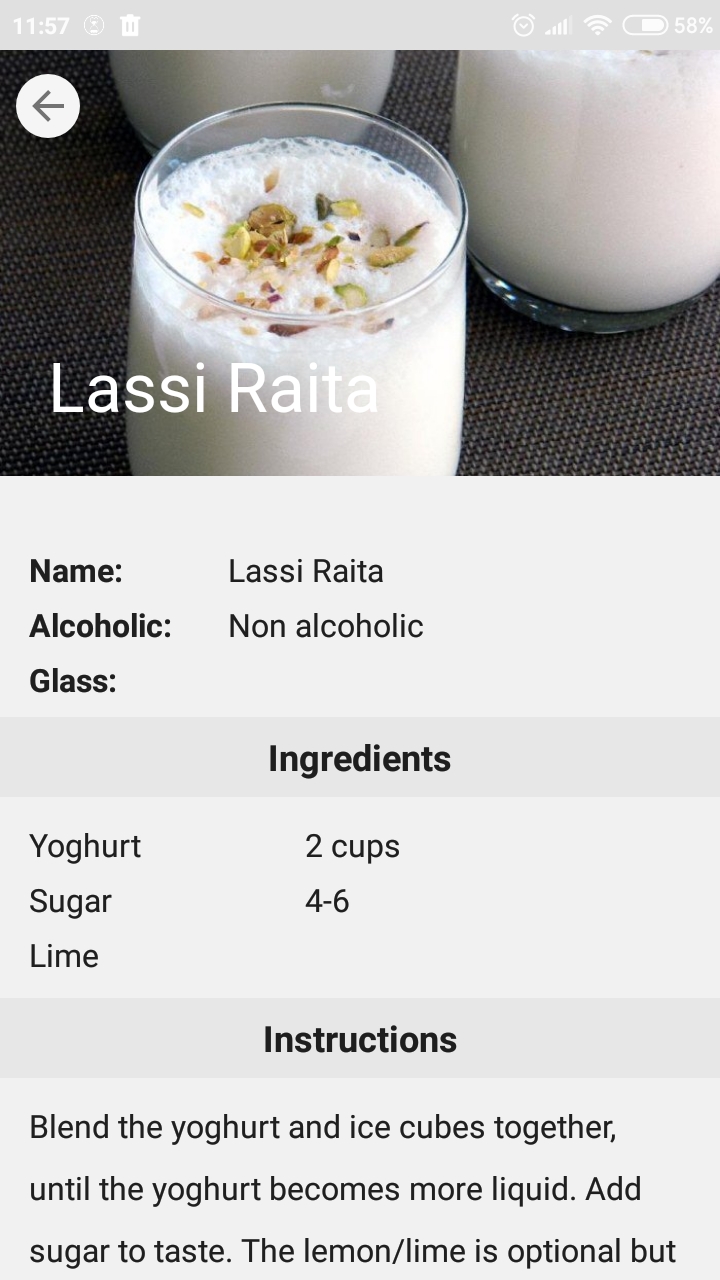 11:57 58%
Lassi Raita
Name: Lassi Raita
Alcoholic: Non alcoholic
Glass:
Ingredients
Yoghurt 2 cups
Sugar 4-6
Lime
Instructions
Blend the yoghurt and ice cubes together,
until the yoghurt becomes more liquid. Add
sugar to taste. The lemon/lime is optional but